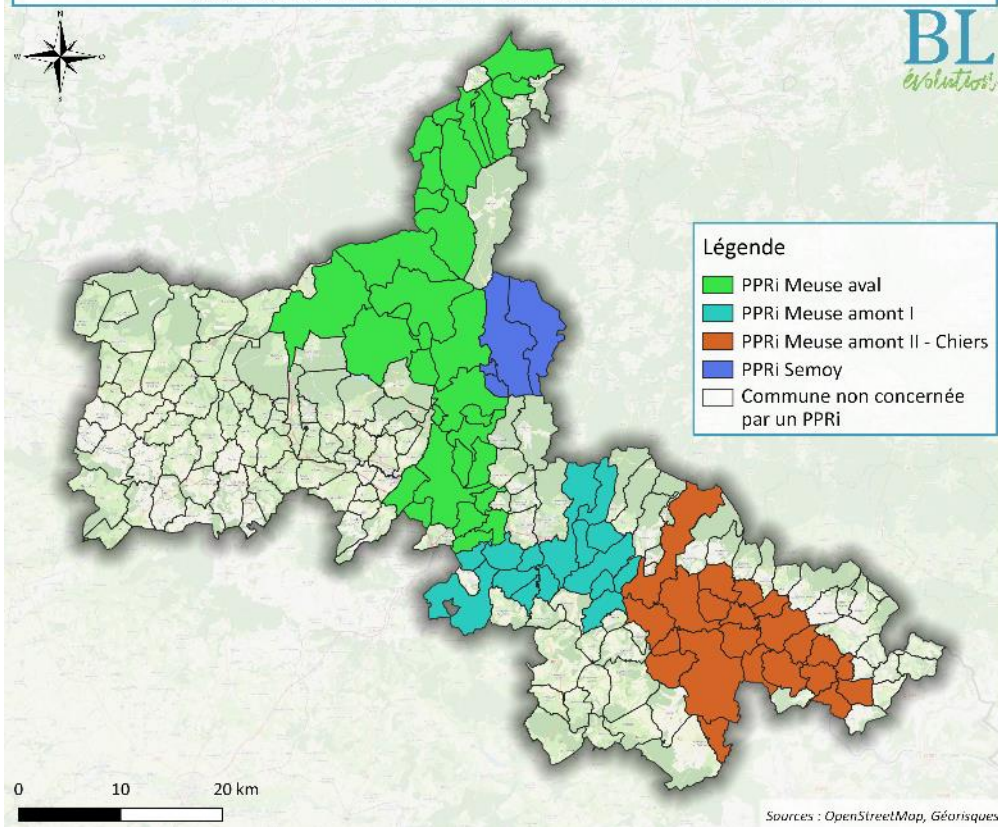 N
W
O
S
BL
évolution
Légende
PPRi Meuse aval
PPRi Meuse amont I
PPRi Meuse amont II - Chiers
PPRi Semoy
Commune non concernée
par un PPRi
0 10 20 km
Sources : OpenStreetMap, Géorisques